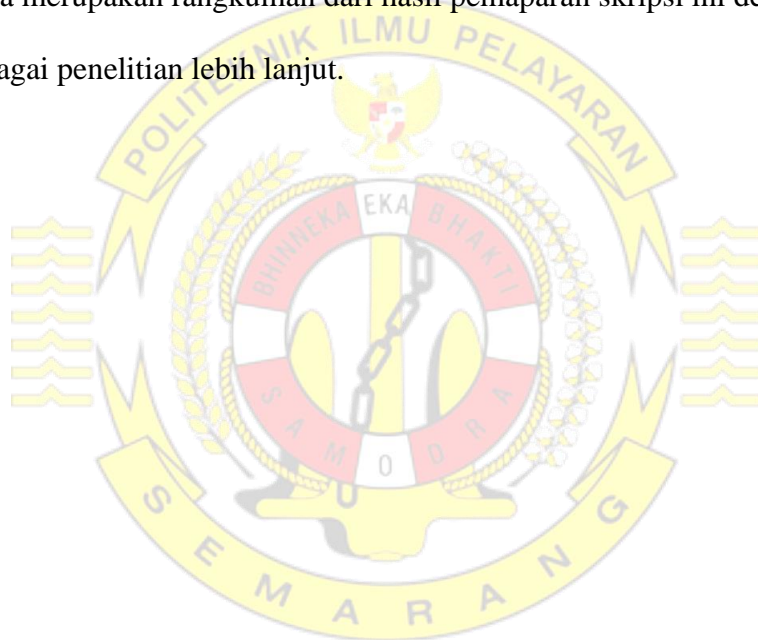 merupakan rangkuman dari hasil pemaparan skripsi ini
agai penelitian lebih lanjut.
POLITEKNIK ILMU PELAYARAN
EKA
BHINNEKA BHAKTI
SAMODRA
SEMARANG